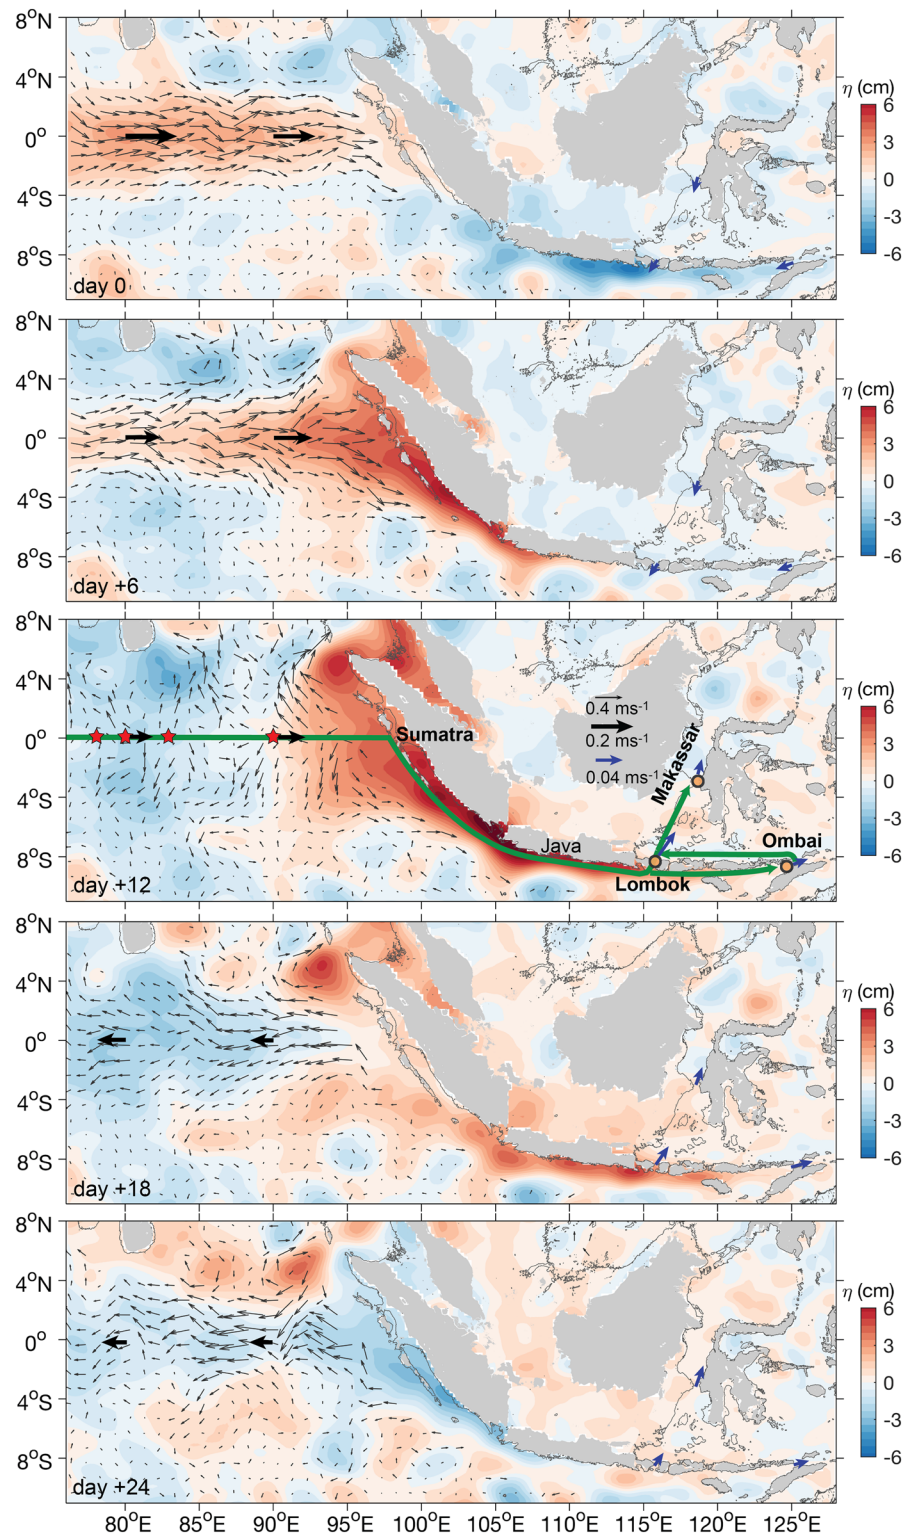 8°N
4°N
0°
4°S
8°S
day 0
η (cm)
6
3
0
-3
-6
8°N
4°N
0°
4°S
8°S
day +6
η (cm)
6
3
0
-3
-6
8°N
4°N
0°
4°S
8°S
day +12
Sumatra
0.4 ms⁻¹
0.2 ms⁻¹
0.04 ms⁻¹
Makassar
Java
Lombok
Ombai
η (cm)
6
3
0
-3
-6
8°N
4°N
0°
4°S
8°S
day +18
η (cm)
6
3
0
-3
-6
8°N
4°N
0°
4°S
8°S
day +24
η (cm)
6
3
0
-3
-6
80°E 85°E 90°E 95°E 100°E 105°E 110°E 115°E 120°E 125°E